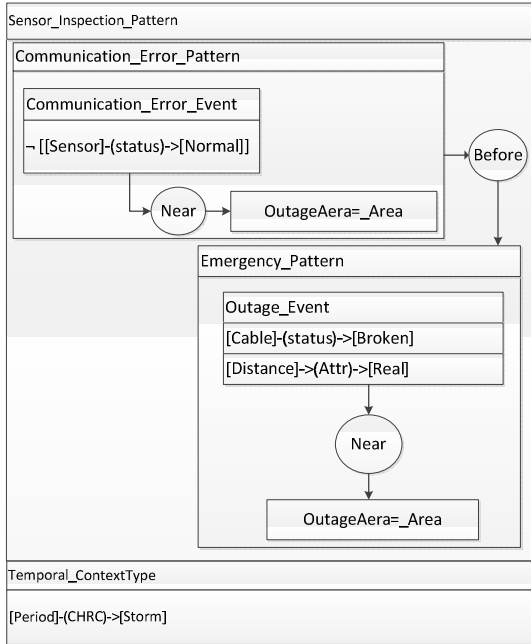 Sensor_Inspection_Pattern
Communication_Error_Pattern
Communication_Error_Event
¬ [[Sensor]-(status)->[Normal]]
Before
Near
OutageAera=_Area
Emergency_Pattern
Outage_Event
[Cable]-(status)->[Broken]
[Distance]->(Attr)->[Real]
Near
OutageAera=_Area
Temporal_ContextType
[Period]-(CHRC)->[Storm]